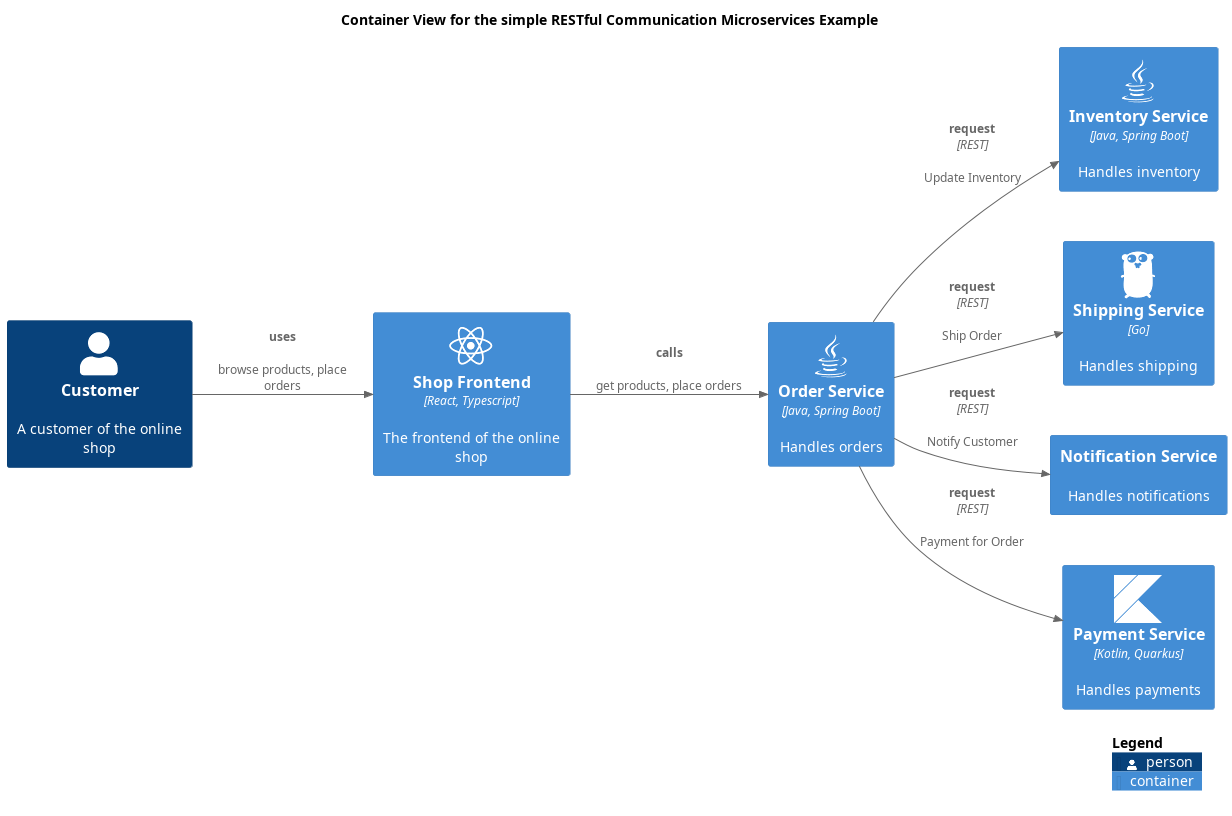 Container View for the simple RESTful Communication Microservices Example
Customer
A customer of the online
shop
uses
browse products, place
orders
Shop Frontend
[React, Typescript]
The frontend of the online
shop
calls
get products, place orders
Order Service
[Java, Spring Boot]
Handles orders
request
[REST]
Update Inventory
request
[REST]
Ship Order
request
[REST]
Notify Customer
request
[REST]
Payment for Order
Inventory Service
[Java, Spring Boot]
Handles inventory
Shipping Service
[Go]
Handles shipping
Notification Service
Handles notifications
Payment Service
[Kotlin, Quarkus]
Handles payments
Legend
person
container